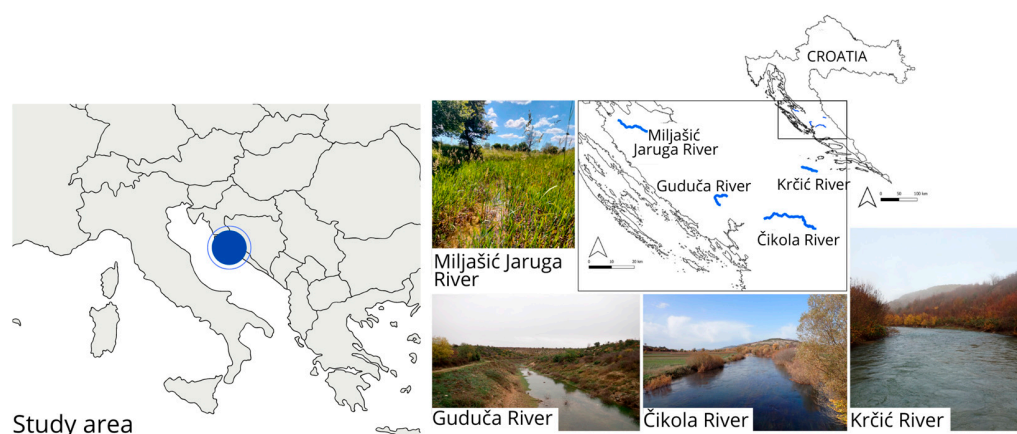 CROATIA
Miljašić
Jaruga River
Guduča River
Krčić River
Čikola River
0 50 100 km
0 10 20 km
Miljašić Jaruga
River
Guduča River
Čikola River
Krčić River
Study area